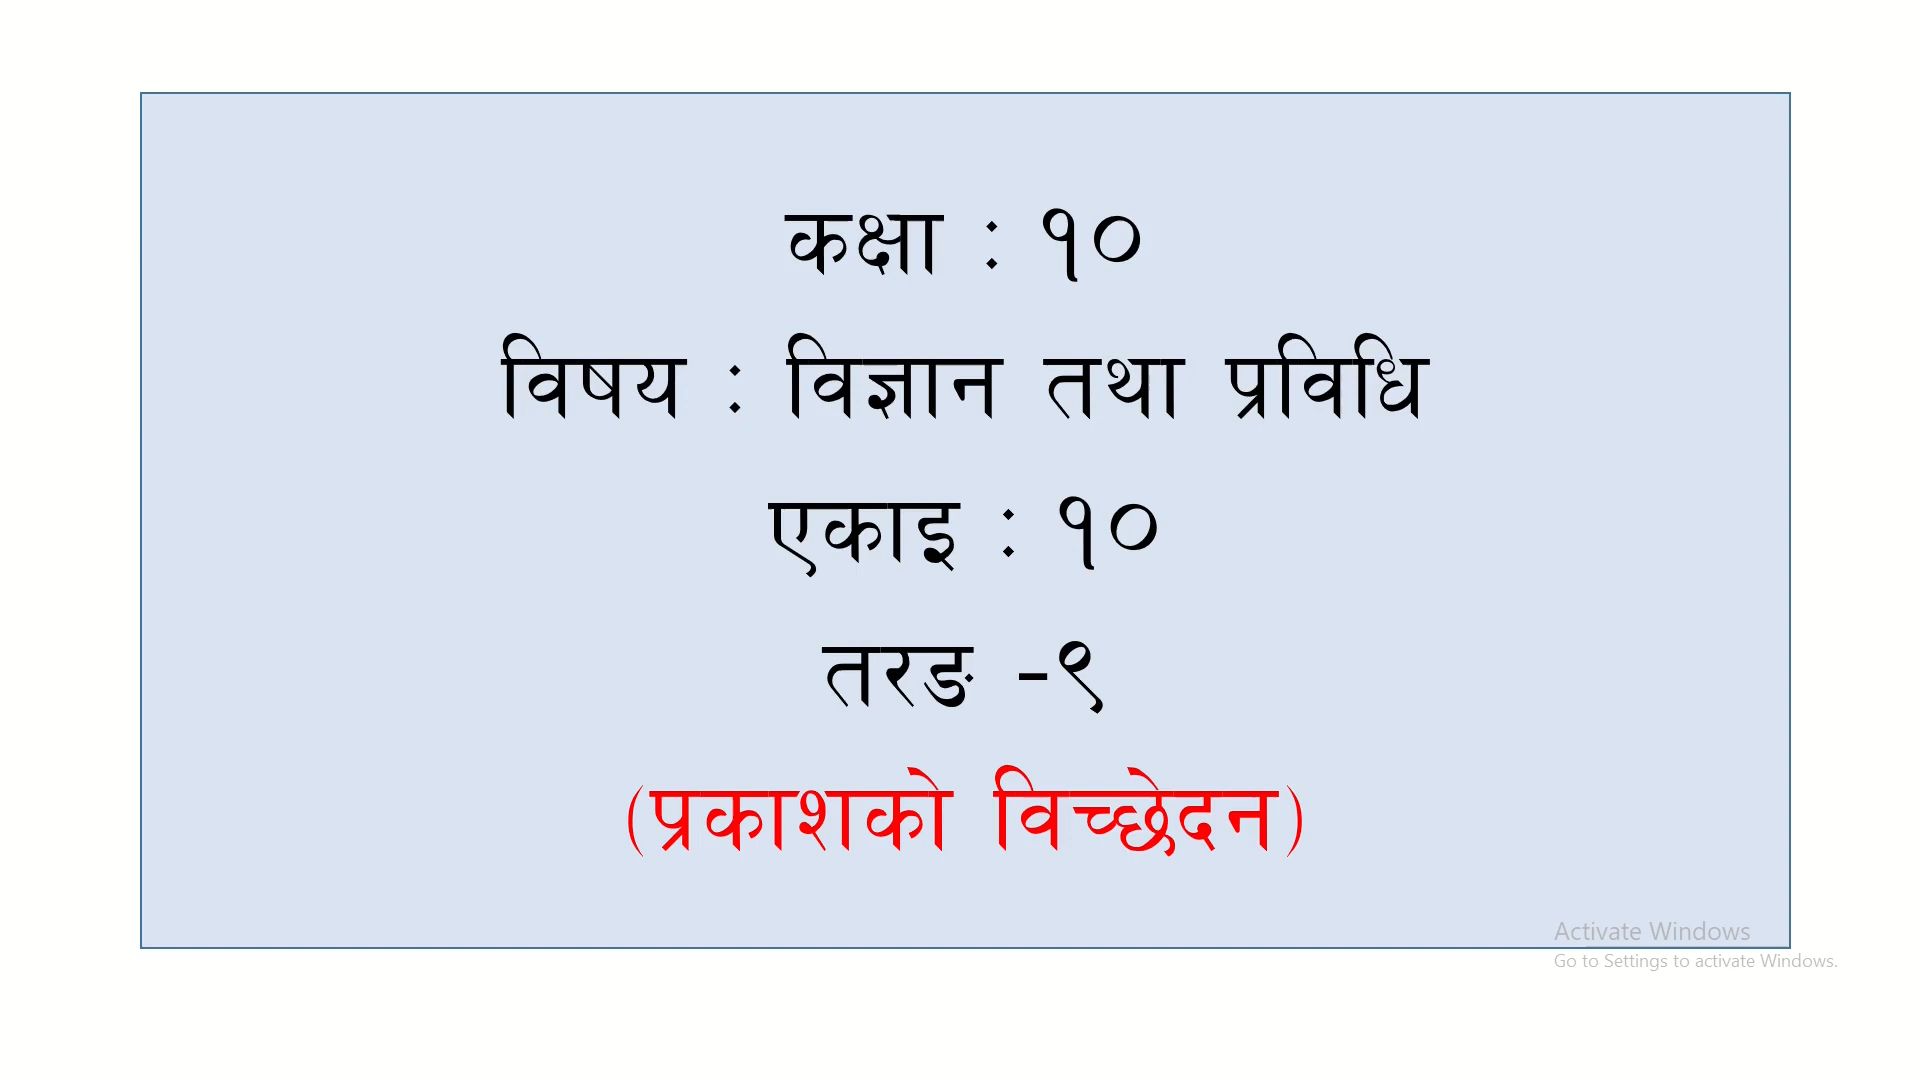 कक्षा : १०
विषय : विज्ञान तथा प्रविधि
एकाइ : १०
तरङ -९
(प्रकाशको विच्छेदन)
Activate Windows
Go to Settings to activate Windows.